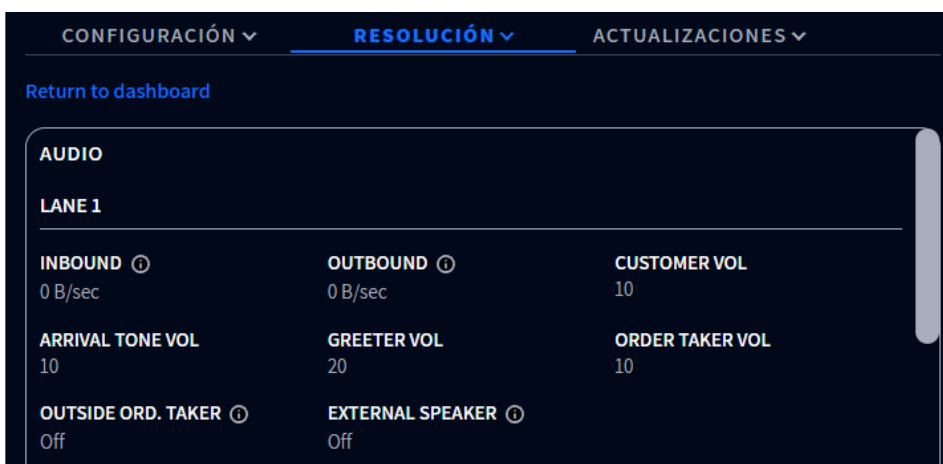 CONFIGURACIÓN RESOLUCIÓN ACTUALIZACIONES
Return to dashboard
AUDIO
LANE 1
INBOUND OUTBOUND CUSTOMER VOL
0 B/sec 0 B/sec 10
ARRIVAL TONE VOL GREETER VOL ORDER TAKER VOL
10 20 10
OUTSIDE ORD. TAKER EXTERNAL SPEAKER
Off Off